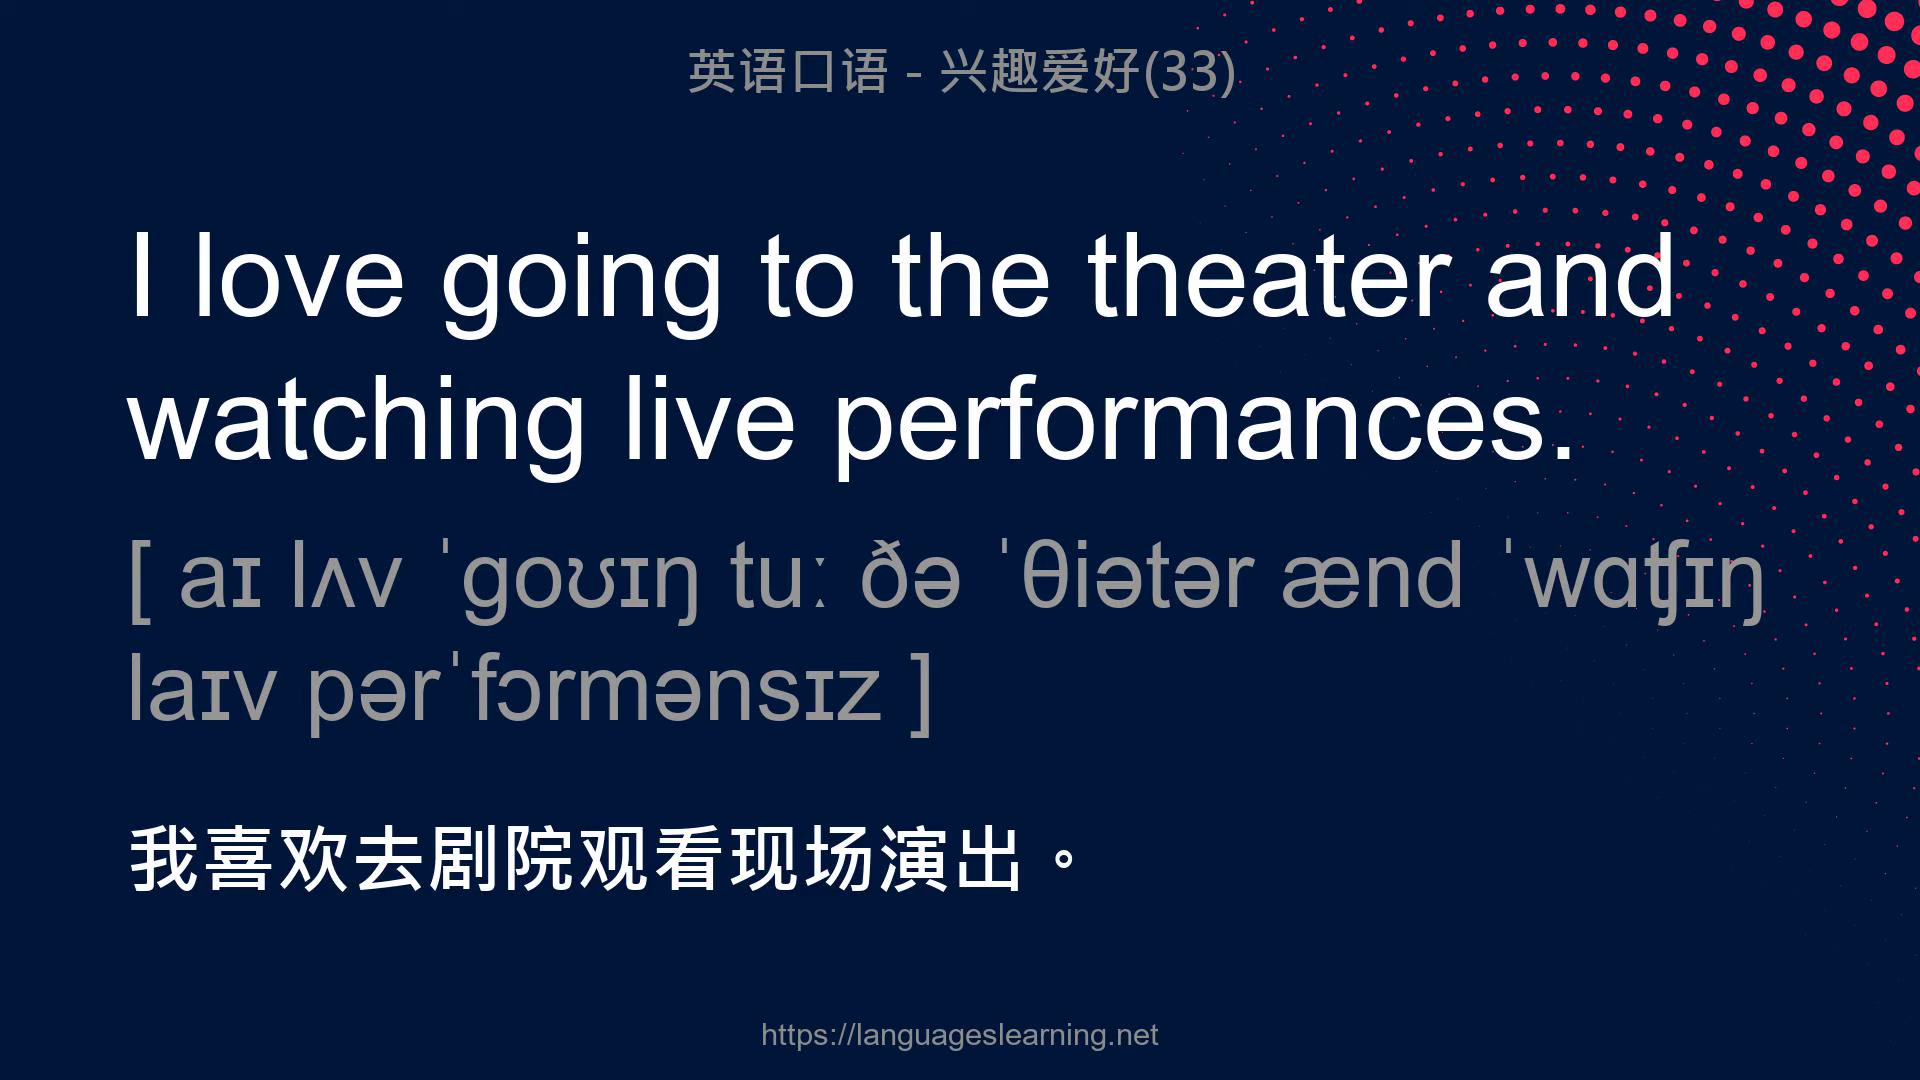 英语口语 - 兴趣爱好(33)
I love going to the theater and
watching live performances.
[ aɪ lʌv ˈgoʊɪŋ tuː ðə ˈθiətər ænd ˈwɑʧɪŋ
laɪv pərˈfɔrmənsɪz ]
我喜欢去剧院观看现场演出。
https://languageslearning.net